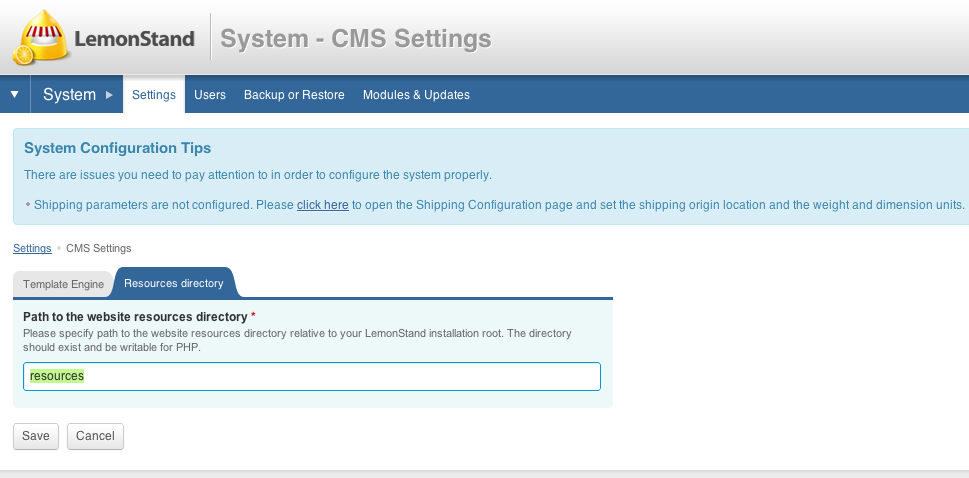 LemonStand
System - CMS Settings
System
Settings
Users
Backup or Restore
Modules & Updates
System Configuration Tips
There are issues you need to pay attention to in order to configure the system properly.
• Shipping parameters are not configured. Please click here to open the Shipping Configuration page and set the shipping origin location and the weight and dimension units.
Settings • CMS Settings
Template Engine
Resources directory
Path to the website resources directory *
Please specify path to the website resources directory relative to your LemonStand installation root. The directory
should exist and be writable for PHP.
resources
Save
Cancel